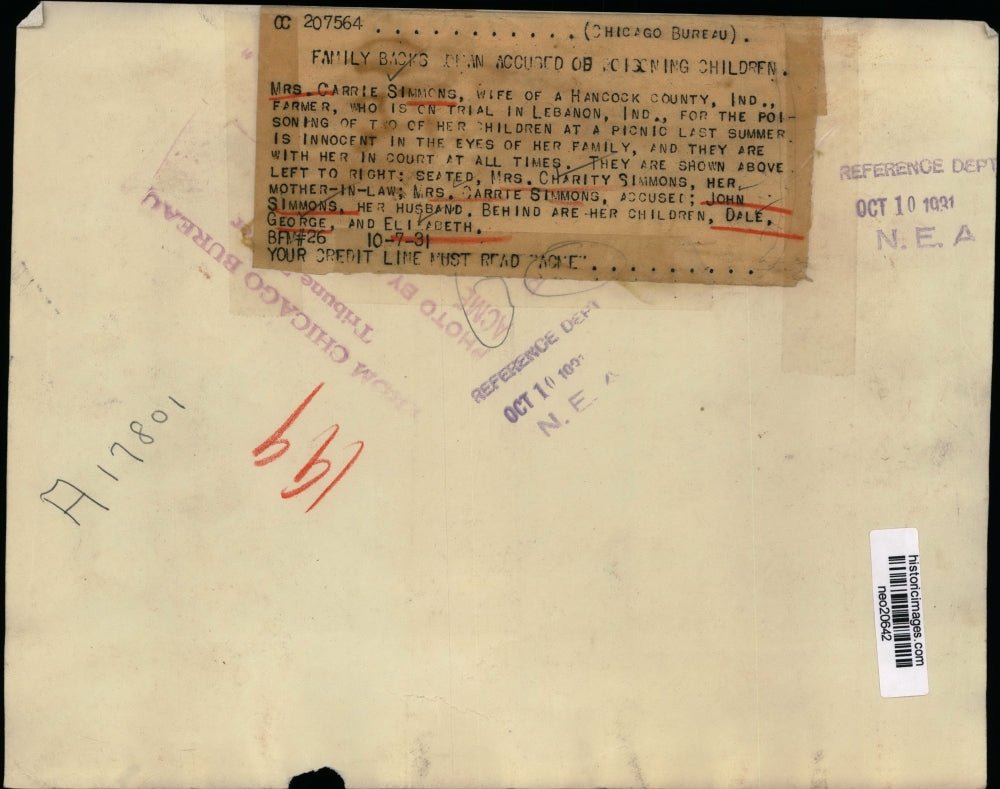 CC 207564 . . . . . . . . . . . . (CHICAGO BUREAU).
FAMILY BACKS ACCUSED OF POISONING CHILDREN.
MRS. CARRIE SIMMONS, WIFE OF A HANCOCK COUNTY, IND.,
FARMER, WHO IS ON TRIAL IN LEBANON, IND., FOR THE POI-
SONING OF TWO OF HER CHILDREN AT A PICNIC LAST SUMMER
IS INNOCENT IN THE EYES OF HER FAMILY, AND THEY ARE
WITH HER IN COURT AT ALL TIMES. THEY ARE SHOWN ABOVE
LEFT TO RIGHT: SEATED, MRS. CHARITY SIMMONS, HER
MOTHER-IN-LAW; MRS. CARRIE SIMMONS, ACCUSED; JOHN
SIMMONS, HER HUSBAND. BEHIND ARE HER CHILDREN, DALE,
GEORGE, AND ELIZABETH.
BFM#26 10-7-31
YOUR CREDIT LINE MUST READ "ACME" . . . . . . . . . .
REFERENCE DEPT
OCT 10 1931
N. E. A
FROM CHICAGO BUREAU
Tribune
PHOTO BY
ACME
REFERENCE DEPT
OCT 10 1931
N. E. A
A 17801
199
historicimages.com
neo20642